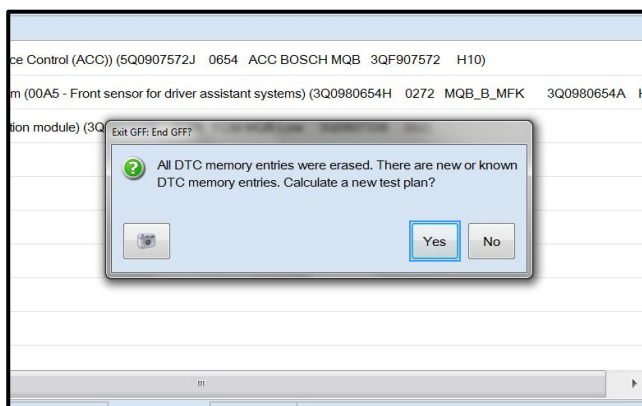 ce Control (ACC)) (5Q0907572J 0654 ACC BOSCH MQB 3QF907572 H10)
m (00A5 - Front sensor for driver assistant systems) (3Q0980654H 0272 MQB_B_MFK 3Q0980654A
tion module) (3Q
Exit GFF: End GFF?
All DTC memory entries were erased. There are new or known
DTC memory entries. Calculate a new test plan?
Yes No